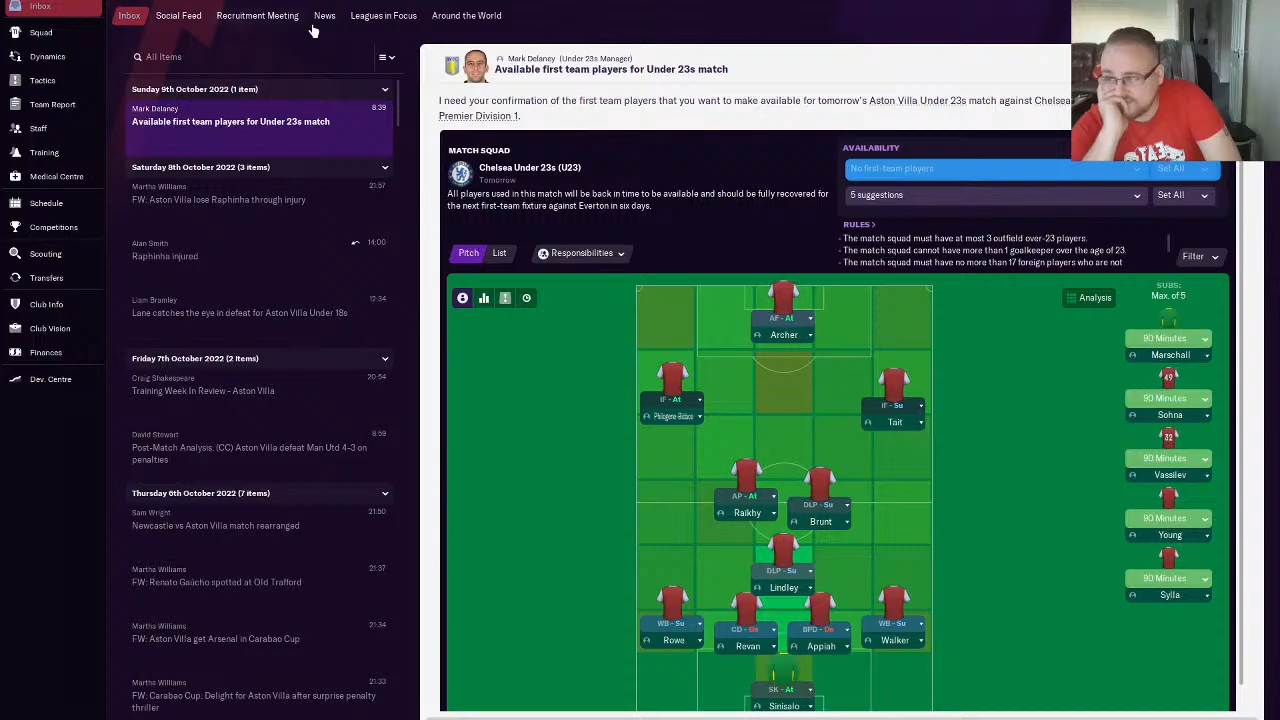 Inbox
Squad
Dynamics
Tactics
Team Report
Staff
Training
Medical Centre
Schedule
Competitions
Scouting
Transfers
Club Info
Club Vision
Finances
Dev. Centre
Inbox Social Feed Recruitment Meeting News Leagues in Focus Around the World
All Items
Sunday 9th October 2022 (1 item)
Mark Delaney 8:39
Available first team players for Under 23s match
Saturday 8th October 2022 (3 items)
Martha Williams 21:57
FW: Aston Villa lose Raphinha through injury
Alan Smith 14:00
Raphinha injured
Liam Bramley 12:34
Lane catches the eye in defeat for Aston Villa Under 18s
Friday 7th October 2022 (2 items)
Craig Shakespeare 20:54
Training Week In Review - Aston Villa
David Stewart 8:59
Post-Match Analysis: (CC) Aston Villa defeat Man Utd 4-3 on
penalties
Thursday 6th October 2022 (7 items)
Sam Wright 21:50
Newcastle vs Aston Villa match rearranged
Martha Williams 21:37
FW: Renato Gaúcho spotted at Old Trafford
Martha Williams 21:34
FW: Aston Villa get Arsenal in Carabao Cup
Martha Williams 21:33
FW: Carabao Cup: Delight for Aston Villa after surprise penalty
thriller
Mark Delaney (Under 23s Manager)
Available first team players for Under 23s match
I need your confirmation of the first team players that you want to make available for tomorrow's Aston Villa Under 23s match against Chelsea
Premier Division 1.
MATCH SQUAD
Chelsea Under 23s (U23)
Tomorrow
All players used in this match will be back in time to be available and should be fully recovered for
the next first-team fixture against Everton in six days.
AVAILABILITY
No first-team players Set All
5 suggestions Set All
RULES >
- The match squad must have at most 3 outfield over-23 players.
- The match squad cannot have more than 1 goalkeeper over the age of 23.
- The match squad must have no more than 17 foreign players who are not
Pitch List Responsibilities
Filter
Analysis
AF - At
Archer
IF - At
Philogene-Bidace
IF - Su
Tait
AP - At
Raikhy
DLP - Su
Brunt
DLP - Su
Lindley
WB - Su
Rowe
CD - De
Revan
BPD - De
Appiah
WB - Su
Walker
SK - At
Sinisalo
SUBS:
Max. of 5
90 Minutes
Marschall
49
90 Minutes
Sohna
32
90 Minutes
Vassilev
90 Minutes
Young
90 Minutes
Sylla